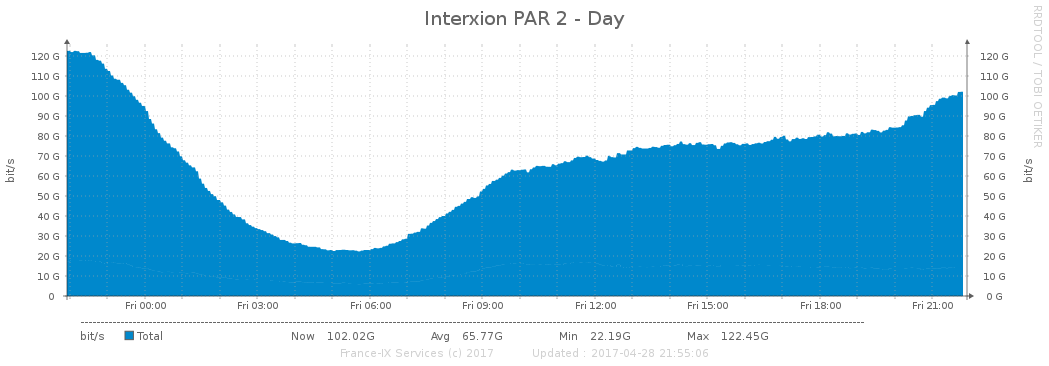 Interxion PAR 2 - Day
RRDTOOL / TOBI OETIKER
bit/s
120 G
110 G
100 G
90 G
80 G
70 G
60 G
50 G
40 G
30 G
20 G
10 G
0
120 G
110 G
100 G
90 G
80 G
70 G
60 G
50 G
40 G
30 G
20 G
10 G
0 G
bit/s
Fri 00:00 Fri 03:00 Fri 06:00 Fri 09:00 Fri 12:00 Fri 15:00 Fri 18:00 Fri 21:00
bit/s Total Now 102.02G Avg 65.77G Min 22.19G Max 122.45G
France-IX Services (c) 2017 Updated : 2017-04-28 21:55:06